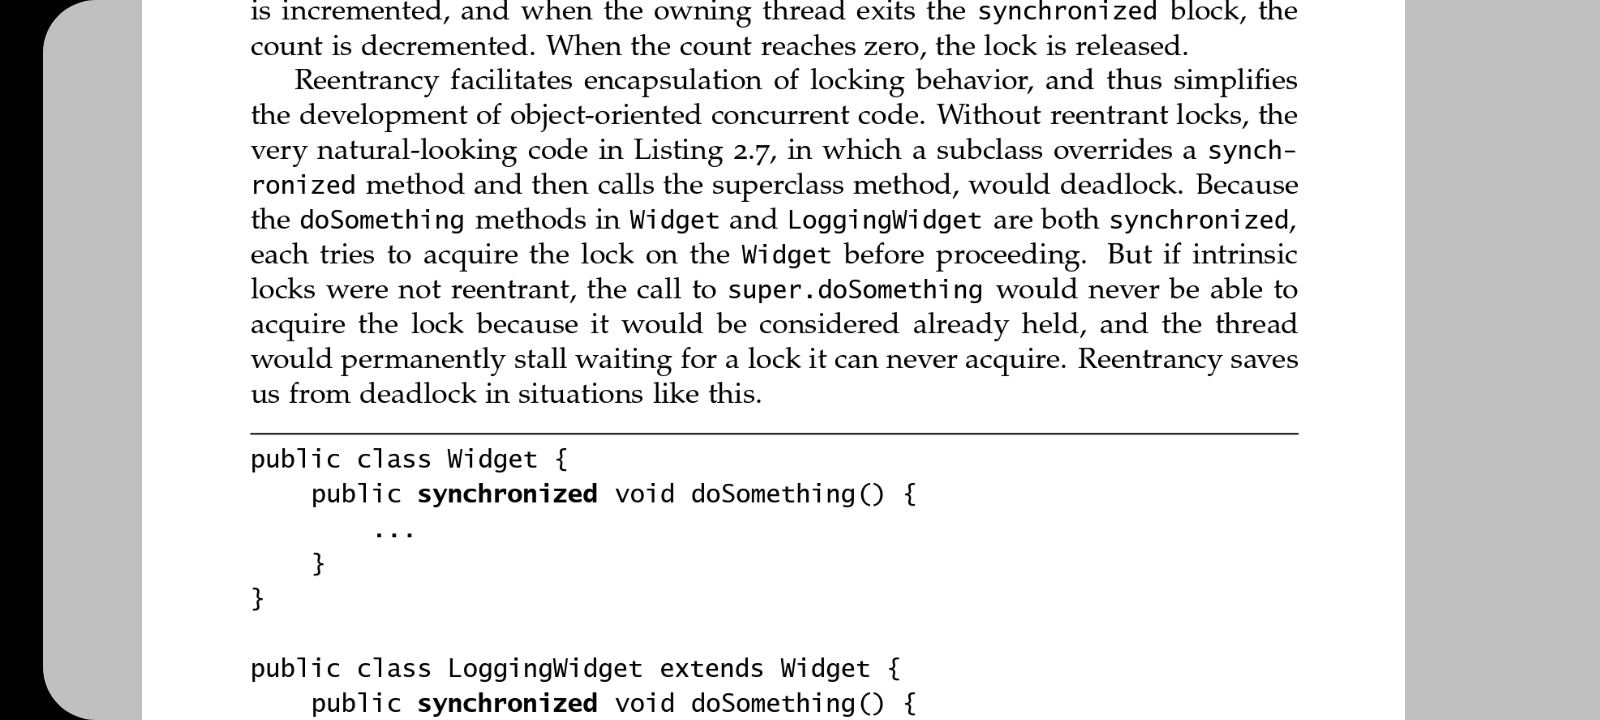 is incremented, and when the owning thread exits the synchronized block, the
count is decremented. When the count reaches zero, the lock is released.
Reentrancy facilitates encapsulation of locking behavior, and thus simplifies
the development of object-oriented concurrent code. Without reentrant locks, the
very natural-looking code in Listing 2.7, in which a subclass overrides a synch-
ronized method and then calls the superclass method, would deadlock. Because
the doSomething methods in Widget and LoggingWidget are both synchronized,
each tries to acquire the lock on the Widget before proceeding. But if intrinsic
locks were not reentrant, the call to super.doSomething would never be able to
acquire the lock because it would be considered already held, and the thread
would permanently stall waiting for a lock it can never acquire. Reentrancy saves
us from deadlock in situations like this.
public class Widget {
    public synchronized void doSomething() {
        ...
    }
}
public class LoggingWidget extends Widget {
    public synchronized void doSomething() {